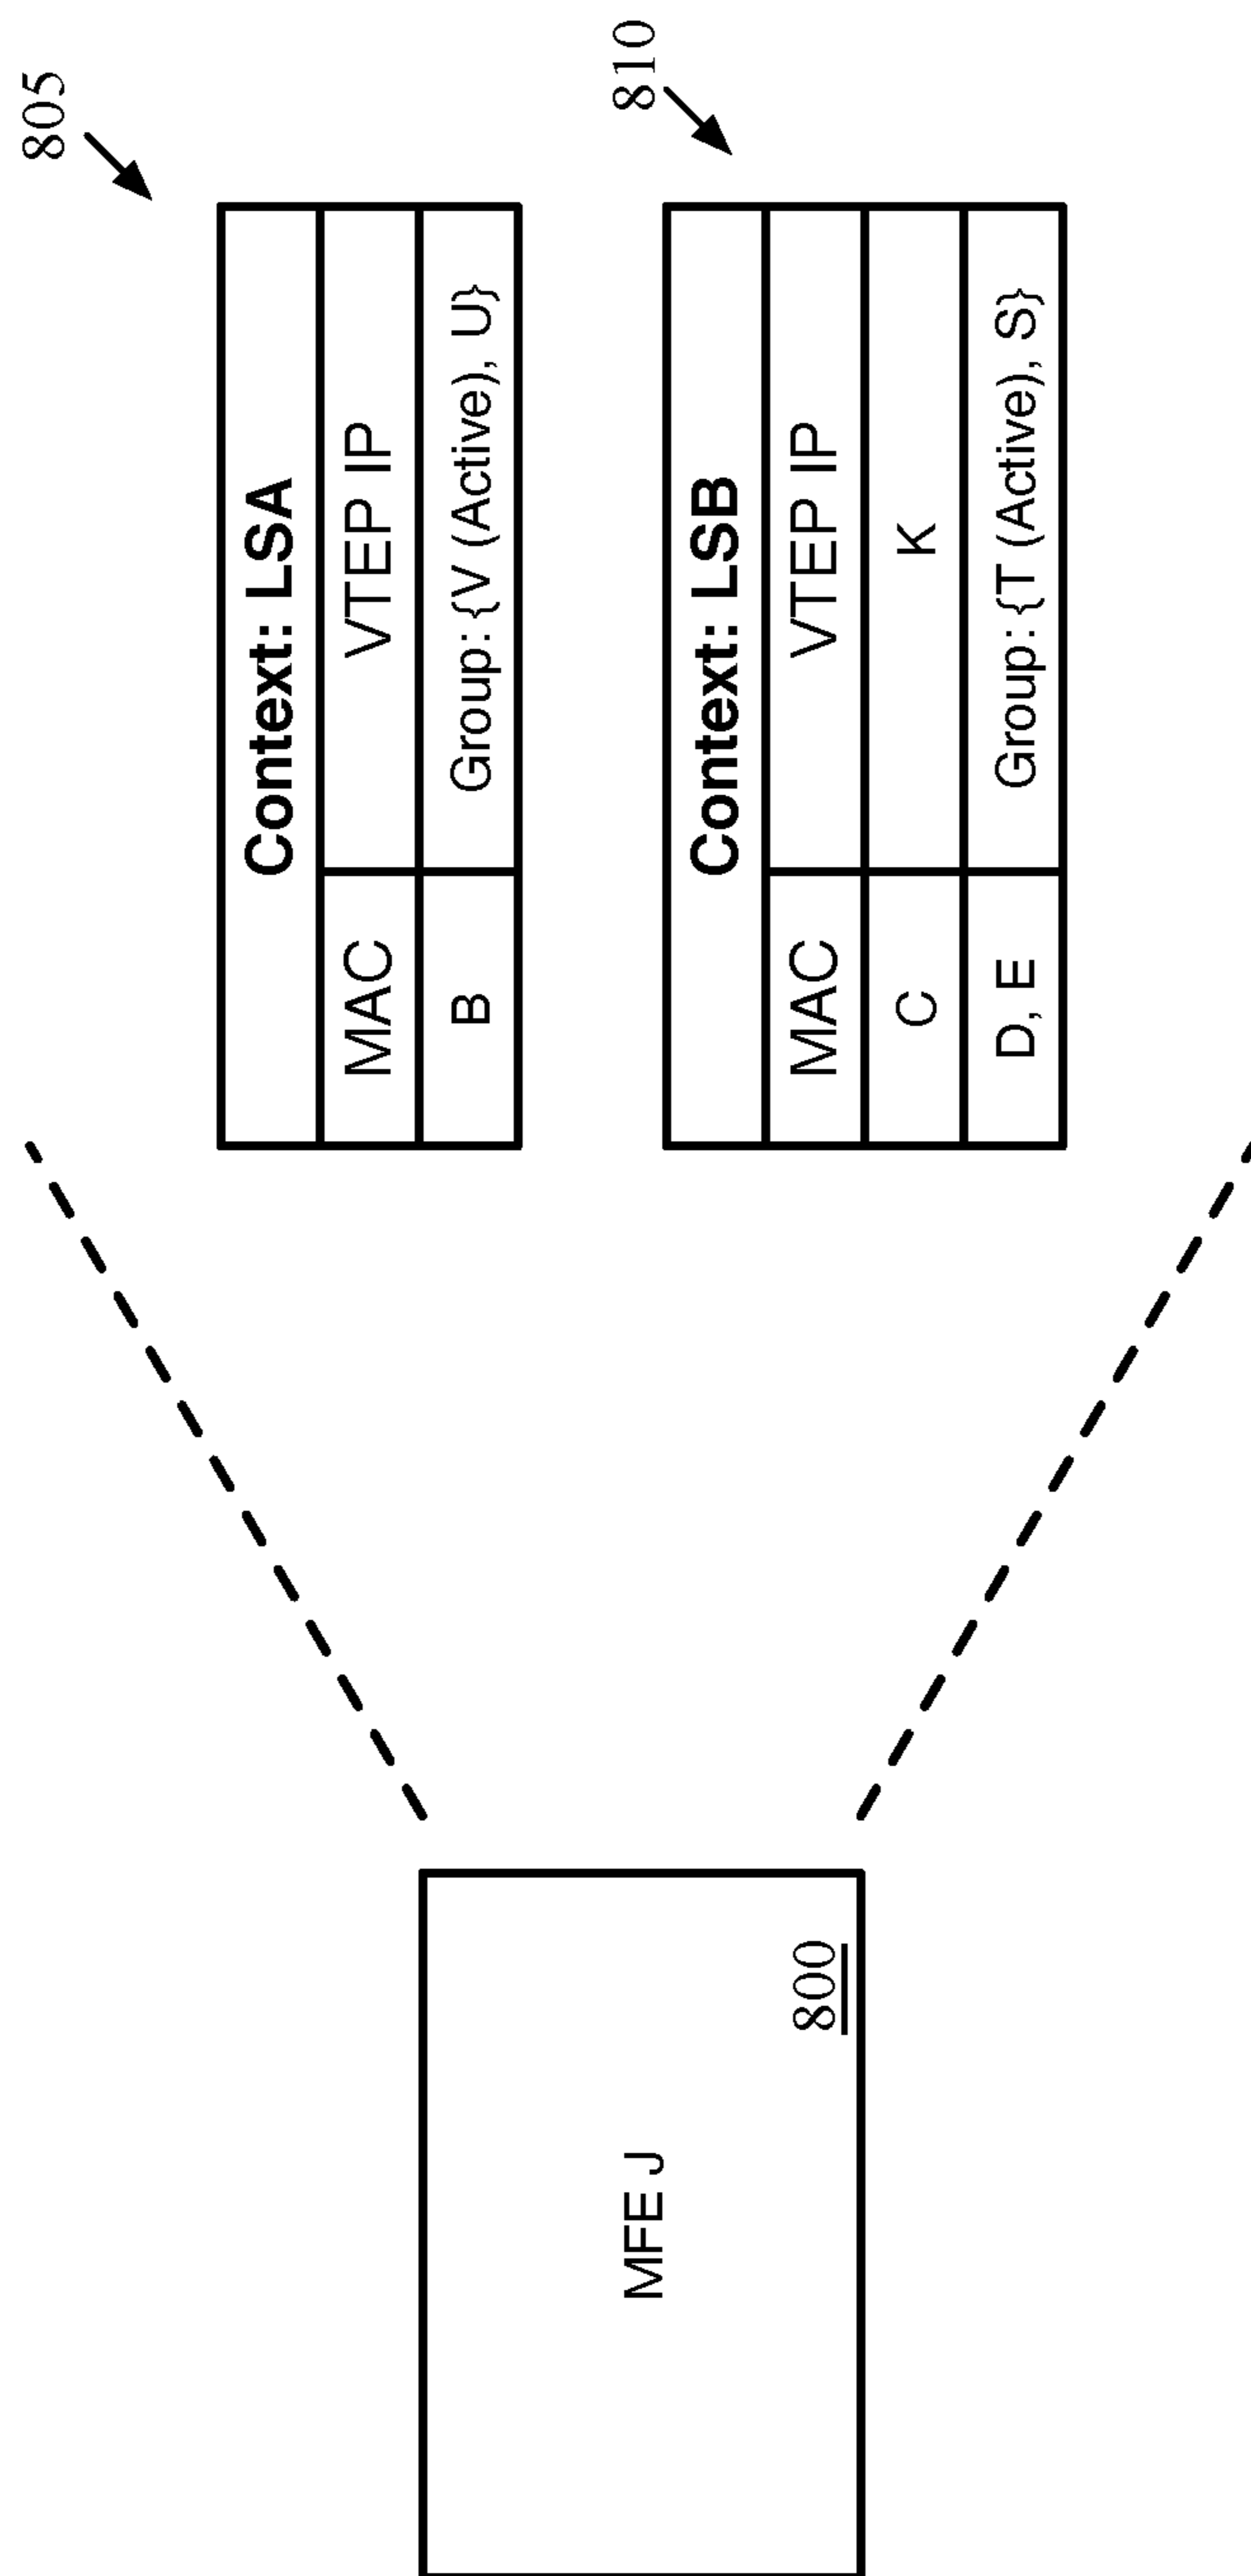 805
Context: LSA
MAC VTEP IP
B Group: {V (Active), U}
810
Context: LSB
MAC VTEP IP
C K
D, E Group: {T (Active), S}
MFE J
800